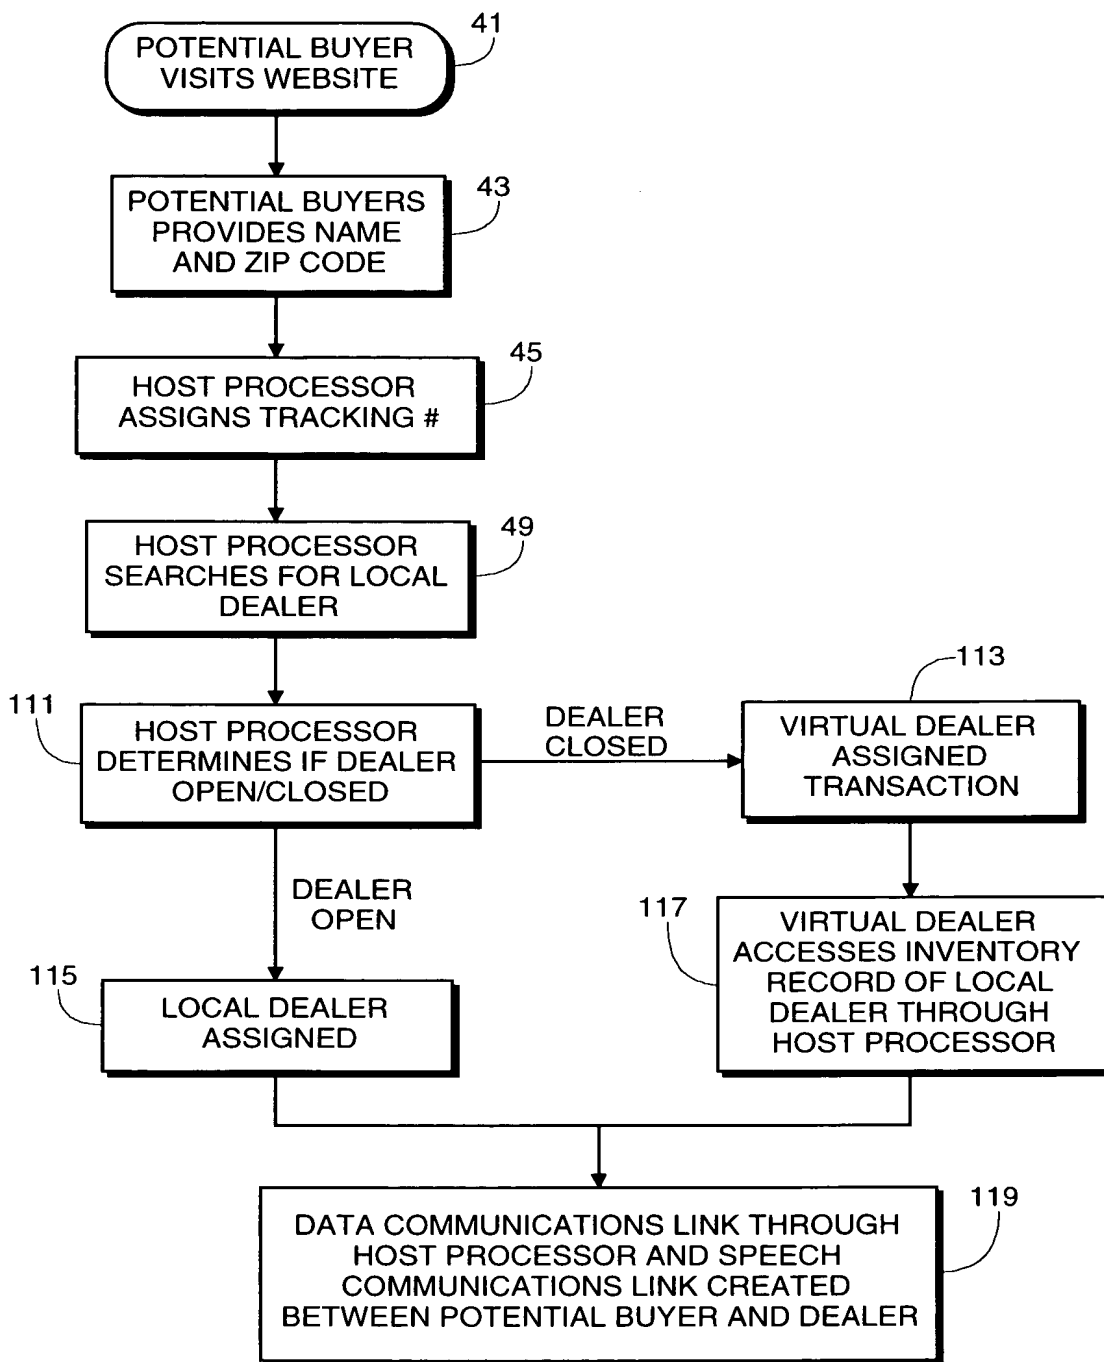 POTENTIAL BUYER
VISITS WEBSITE
41
POTENTIAL BUYERS
PROVIDES NAME
AND ZIP CODE
43
HOST PROCESSOR
ASSIGNS TRACKING #
45
HOST PROCESSOR
SEARCHES FOR LOCAL
DEALER
49
111
HOST PROCESSOR
DETERMINES IF DEALER
OPEN/CLOSED
DEALER
CLOSED
113
VIRTUAL DEALER
ASSIGNED
TRANSACTION
DEALER
OPEN
115
LOCAL DEALER
ASSIGNED
117
VIRTUAL DEALER
ACCESSES INVENTORY
RECORD OF LOCAL
DEALER THROUGH
HOST PROCESSOR
119
DATA COMMUNICATIONS LINK THROUGH
HOST PROCESSOR AND SPEECH
COMMUNICATIONS LINK CREATED
BETWEEN POTENTIAL BUYER AND DEALER